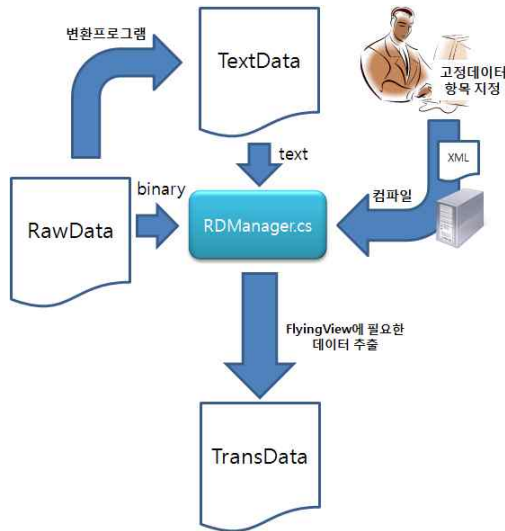 변환프로그램
TextData
고정데이터
항목 지정
XML
text
컴파일
binary
RawData
RDManager.cs
FlyingView에 필요한
데이터 추출
TransData